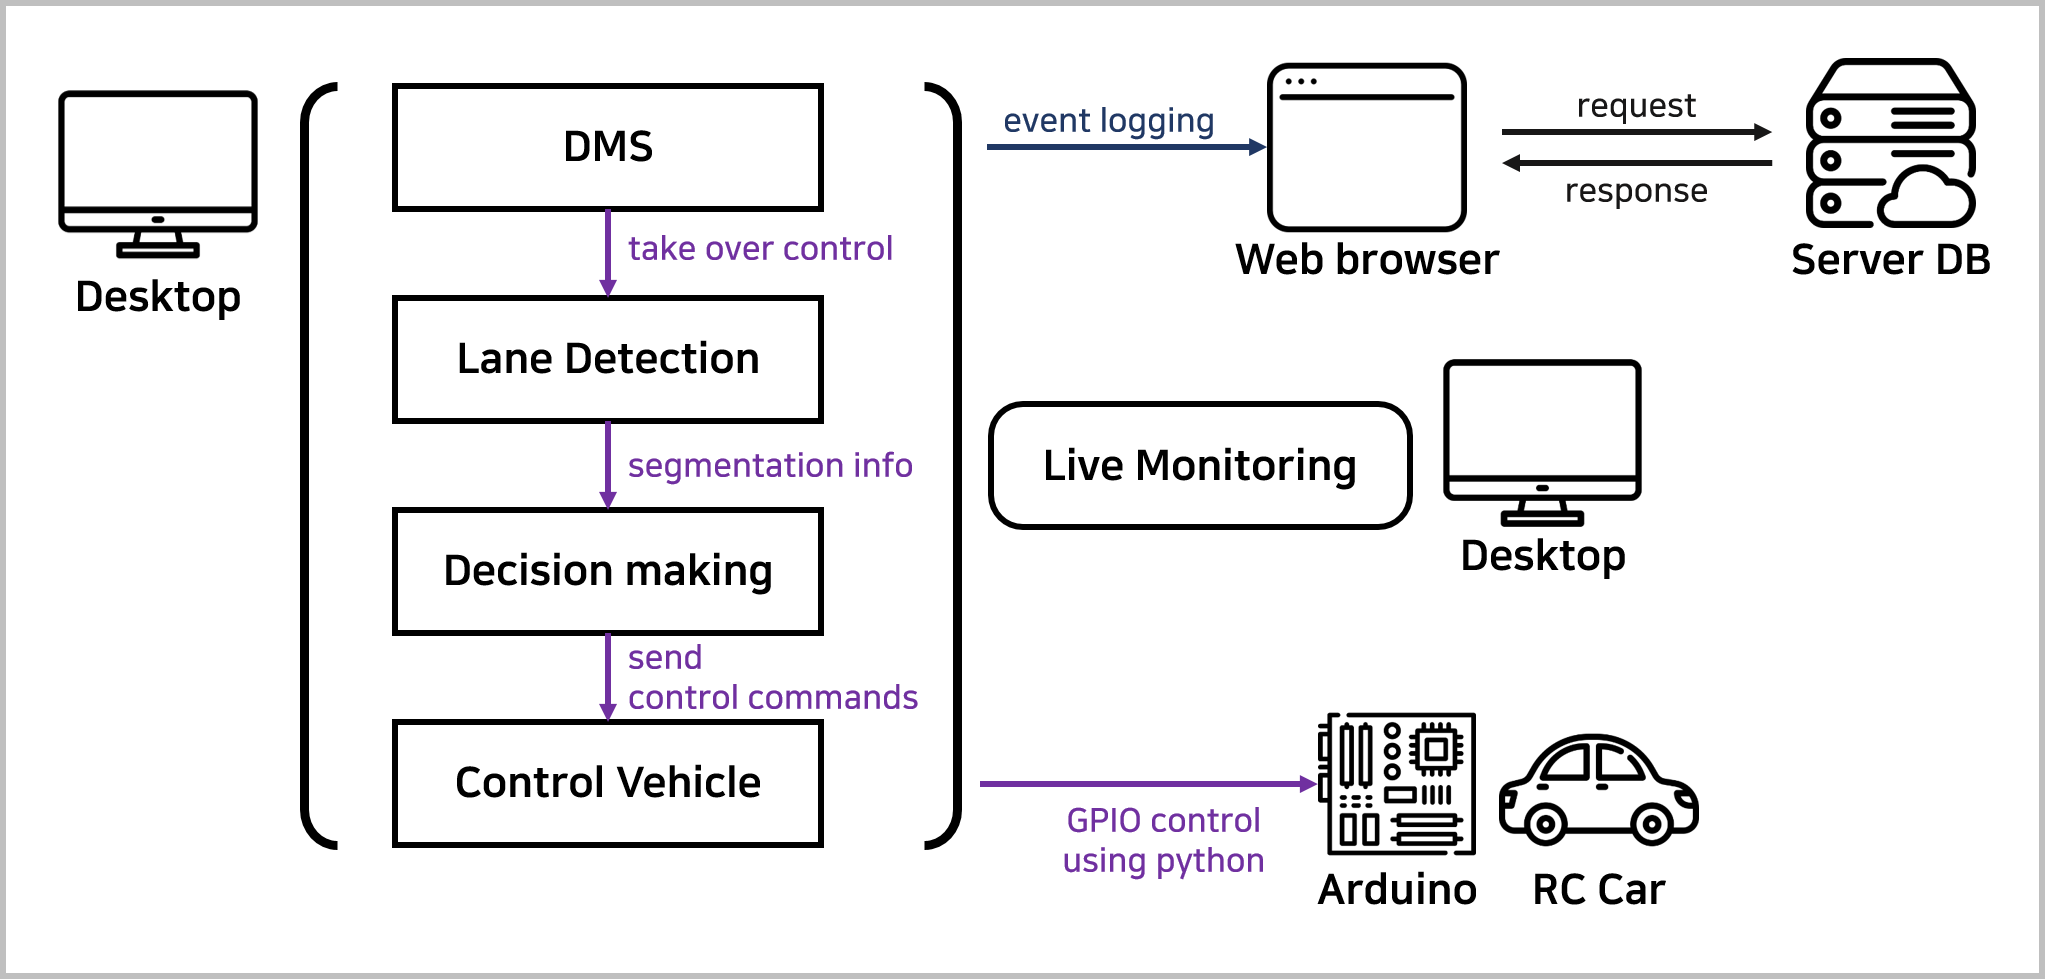 Desktop
DMS
take over control
Lane Detection
segmentation info
Decision making
send
control commands
Control Vehicle
event logging
Web browser
request
response
Server DB
Live Monitoring
Desktop
GPIO control
using python
Arduino
RC Car